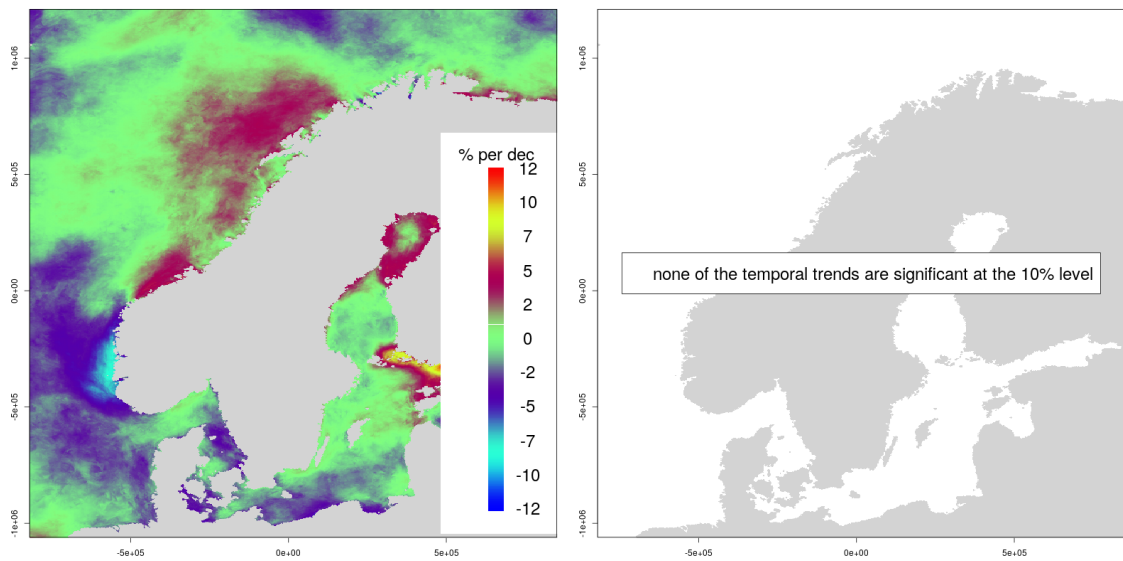 % per dec
12
10
7
5
2
0
-2
-5
-7
-10
-12
1e+06
5e+05
0e+00
-5e+05
-1e+06
-5e+05
0e+00
5e+05
none of the temporal trends are significant at the 10% level
1e+06
5e+05
0e+00
-5e+05
-1e+06
-5e+05
0e+00
5e+05